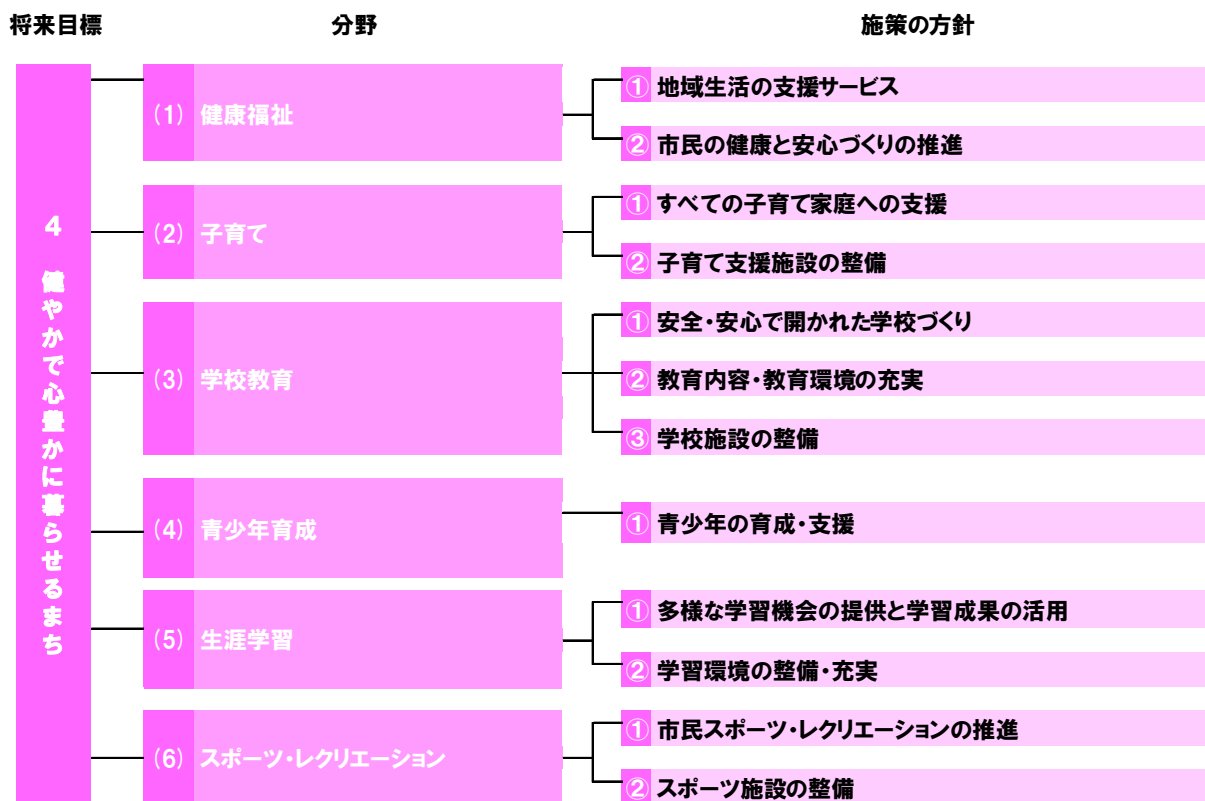 将来目標 分野 施策の方針
4 健やかで心豊かに暮らせるまち
(1) 健康福祉
① 地域生活の支援サービス
② 市民の健康と安心づくりの推進
(2) 子育て
① すべての子育て家庭への支援
② 子育て支援施設の整備
(3) 学校教育
① 安全・安心で開かれた学校づくり
② 教育内容・教育環境の充実
③ 学校施設の整備
(4) 青少年育成
① 青少年の育成・支援
(5) 生涯学習
① 多様な学習機会の提供と学習成果の活用
② 学習環境の整備・充実
(6) スポーツ・レクリエーション
① 市民スポーツ・レクリエーションの推進
② スポーツ施設の整備